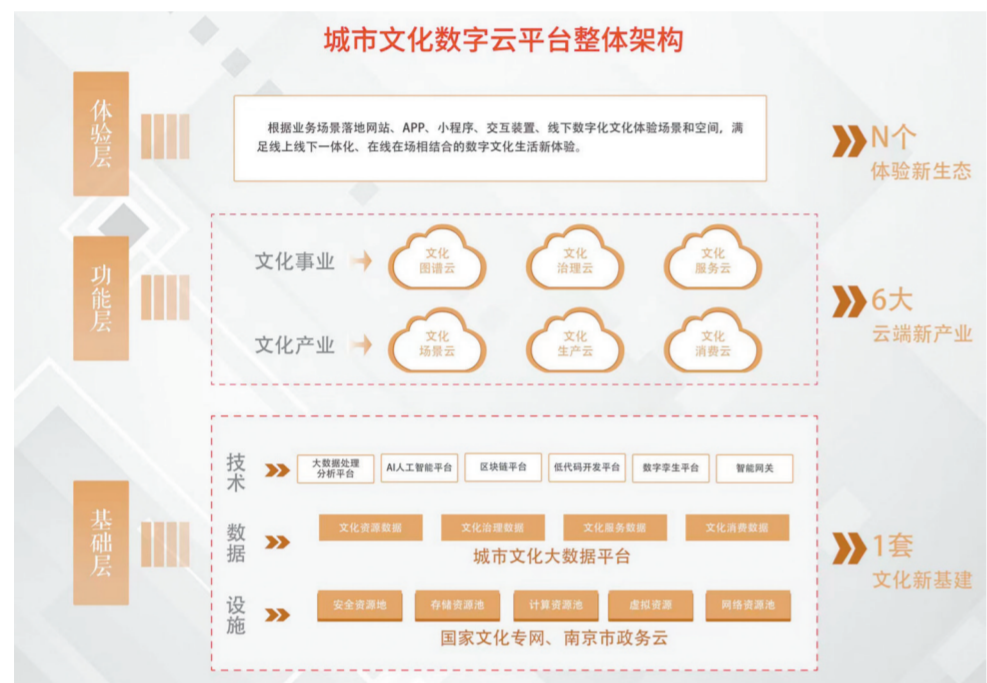 城市文化数字云平台整体架构
体验层
根据业务场景落地网站、APP、小程序、交互装置、线下数字化文化体验场景和空间，满
足线上线下一体化、在线在场相结合的数字文化生活新体验。
N个
体验新生态
功能层
文化事业
文化
图谱云
文化
治理云
文化
服务云
文化产业
文化
场景云
文化
生产云
文化
消费云
6大
云端新产业
基础层
技术
大数据处理
分析平台
AI人工智能平台
区块链平台
低代码开发平台
数字孪生平台
智能网关
数据
文化资源数据
文化治理数据
文化服务数据
文化消费数据
城市文化大数据平台
设施
安全资源地
存储资源池
计算资源池
虚拟资源
网络资源池
国家文化专网、南京市政务云
1套
文化新基建